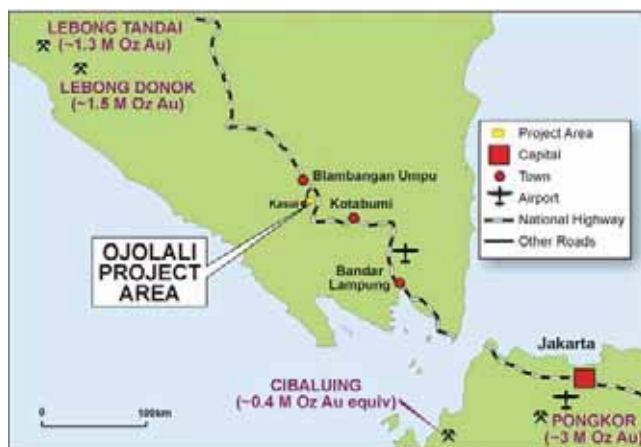 LEBONG TANDAI
(~1.3 M Oz Au)
LEBONG DONOK
(~1.5 M Oz Au)
Project Area
Capital
Town
Airport
National Highway
Other Roads
Blambangan Umpu
Kasui
Kotabumi
OJOLALI
PROJECT
AREA
Bandar
Lampung
Jakarta
CIBALUING
(~0.4 M Oz Au equiv)
PONGKOR
(~3 M Oz Au)
0
100km